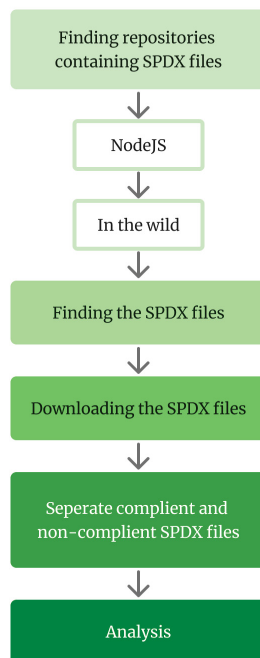 Finding repositories
containing SPDX files
NodeJS
In the wild
Finding the SPDX files
Downloading the SPDX files
Seperate complient and
non-complient SPDX files
Analysis